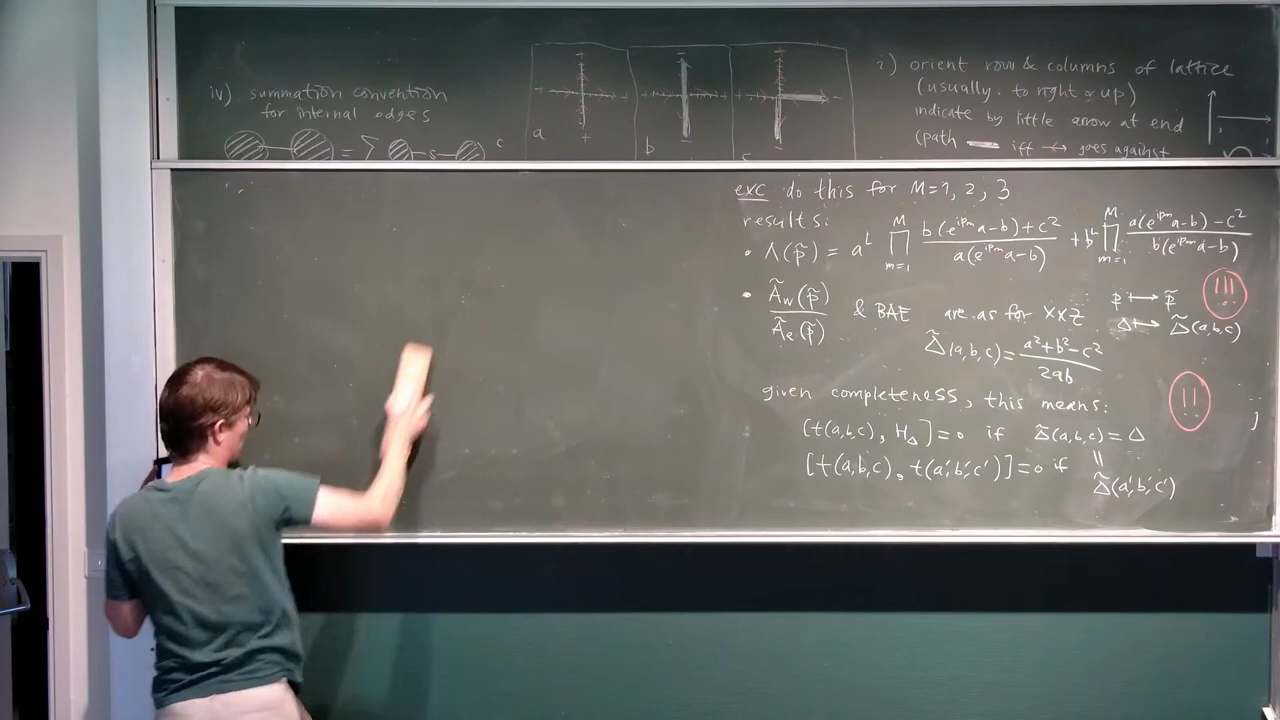 iv) summation convention
for internal edges
= Σ s
c
a
b
c
i) orient row & columns of lattice
(usually: to right & up)
indicate by little arrow at end
(path iff goes against
exc do this for M=1, 2, 3
results:
• Λ(p̃) = a^L ∏_{m=1}^{M} (b(e^{ip_m}a-b)+c²)/(a(e^{ip_m}a-b)) + b^L ∏_{m=1}^{M} (a(e^{ip_m}a-b)-c²)/(b(e^{ip_m}a-b))
• Ã_w(p̃)/Ã_e(p̃) & BAE are as for XXZ p ↦ p̃ !!!
Δ ↦ Δ̃(a,b,c)
Δ̃(a,b,c) = (a²+b²-c²)/2ab
given completeness, this means: !!
[t(a,b,c), H_Δ]=0 if Δ̃(a,b,c) = Δ
[t(a,b,c), t(a',b',c')]=0 if "
Δ̃(a',b',c')